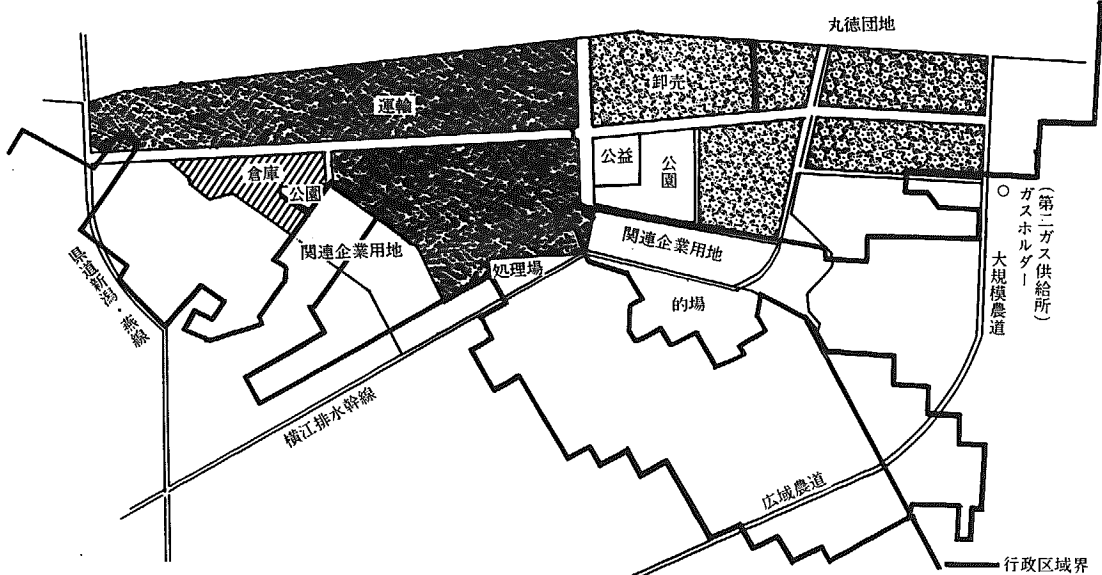 丸徳団地
運輸
卸売
倉庫
公園
公益
公園
関連企業用地
関連企業用地
処理場
的場
県道新潟・燕線
横江排水幹線
広域農道
大規模農道
ガスホルダー
(第二ガス供給所)
行政区域界